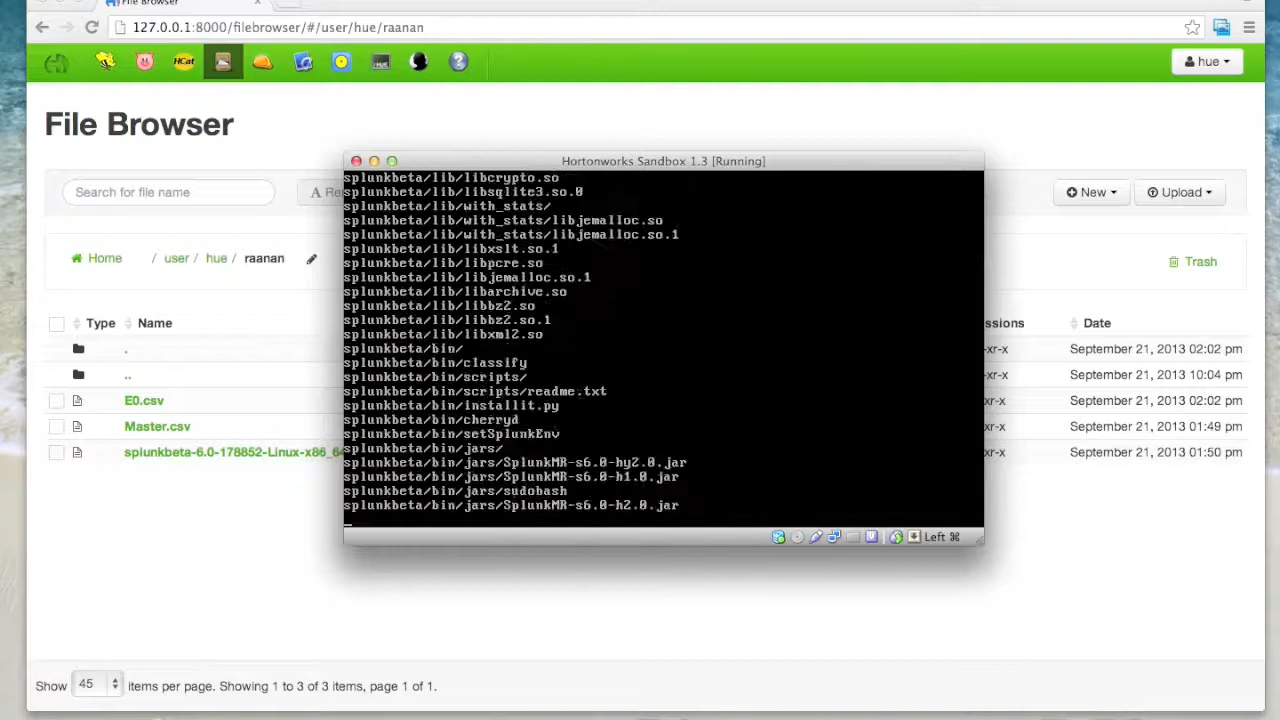 File Browser
127.0.0.1:8000/filebrowser/#/user/hue/raanan
HCat
HUE
hue
File Browser
Search for file name
A Re
New
Upload
Home / user / hue / raanan
Trash
Type Name
ssions Date
.
-xr-x September 21, 2013 02:02 pm
..
-xr-x September 21, 2013 10:04 pm
E0.csv
-xr-x September 21, 2013 02:02 pm
Master.csv
-xr-x September 21, 2013 01:49 pm
splunkbeta-6.0-178852-Linux-x86_64
-xr-x September 21, 2013 01:50 pm
Hortonworks Sandbox 1.3 [Running]
splunkbeta/lib/libcrypto.so
splunkbeta/lib/libsqlite3.so.0
splunkbeta/lib/with_stats/
splunkbeta/lib/with_stats/libjemalloc.so
splunkbeta/lib/with_stats/libjemalloc.so.1
splunkbeta/lib/libxslt.so.1
splunkbeta/lib/libpcre.so
splunkbeta/lib/libjemalloc.so.1
splunkbeta/lib/libarchive.so
splunkbeta/lib/libbz2.so
splunkbeta/lib/libbz2.so.1
splunkbeta/lib/libxml2.so
splunkbeta/bin/
splunkbeta/bin/classify
splunkbeta/bin/scripts/
splunkbeta/bin/scripts/readme.txt
splunkbeta/bin/installit.py
splunkbeta/bin/cherryd
splunkbeta/bin/setSplunkEnv
splunkbeta/bin/jars/
splunkbeta/bin/jars/SplunkMR-s6.0-hy2.0.jar
splunkbeta/bin/jars/SplunkMR-s6.0-h1.0.jar
splunkbeta/bin/jars/sudobash
splunkbeta/bin/jars/SplunkMR-s6.0-h2.0.jar
Left ⌘
Show 45 items per page. Showing 1 to 3 of 3 items, page 1 of 1.